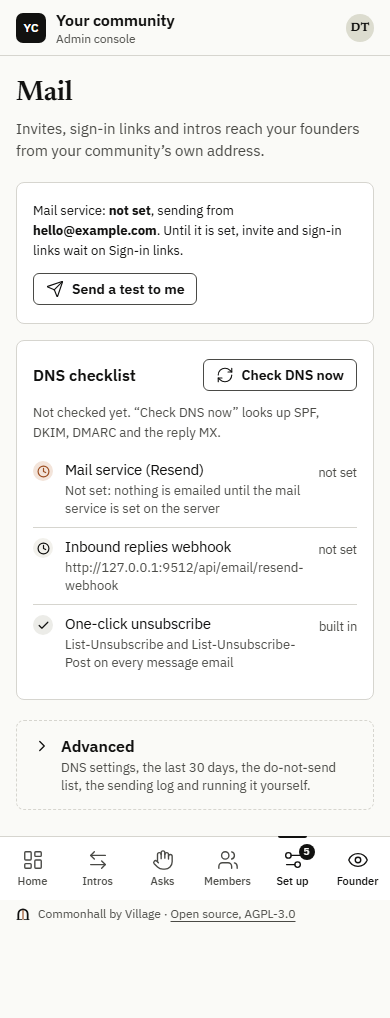 YC
Your community
Admin console
DT
Mail
Invites, sign-in links and intros reach your founders
from your community’s own address.
Mail service: not set, sending from
hello@example.com. Until it is set, invite and sign-in
links wait on Sign-in links.
Send a test to me
DNS checklist
Check DNS now
Not checked yet. “Check DNS now” looks up SPF,
DKIM, DMARC and the reply MX.
Mail service (Resend)
not set
Not set: nothing is emailed until the mail
service is set on the server
Inbound replies webhook
not set
http://127.0.0.1:9512/api/email/resend-
webhook
One-click unsubscribe
built in
List-Unsubscribe and List-Unsubscribe-
Post on every message email
Advanced
DNS settings, the last 30 days, the do-not-send
list, the sending log and running it yourself.
5
Home
Intros
Asks
Members
Set up
Founder
Commonhall by Village · Open source, AGPL-3.0